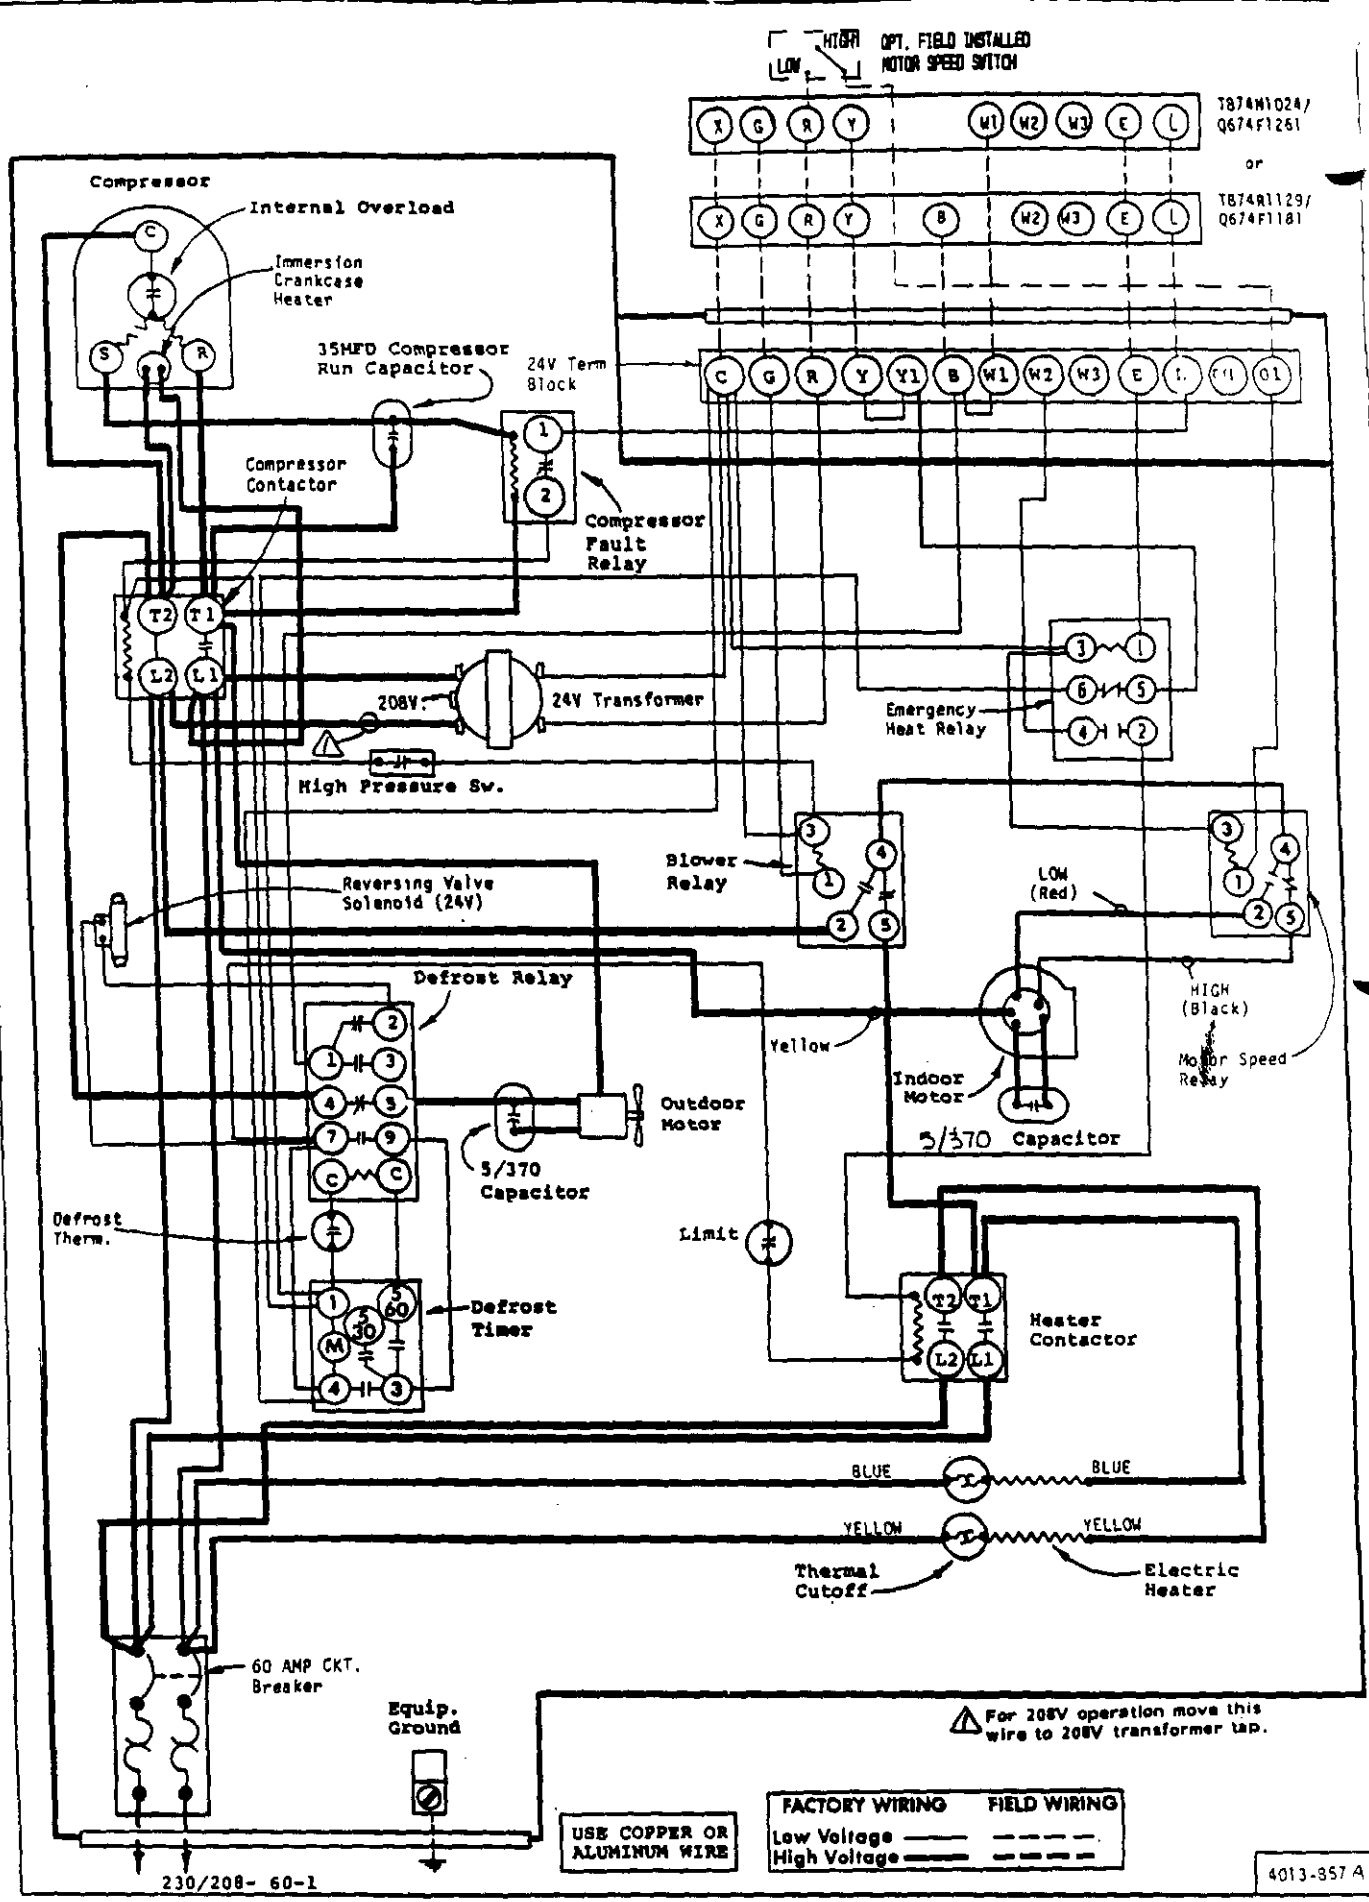 HIGH
LOW
OPT. FIELD INSTALLED
MOTOR SPEED SWITCH
X G R Y W1 W2 W3 E L
T874N1024/
Q674F1261
or
X G R Y B W2 W3 E L
T874R1129/
Q674F1181
Compressor
Internal Overload
C
Immersion
Crankcase
Heater
S
R
35MFD Compressor
Run Capacitor
24V Term
Block
C G R Y Y1 B W1 W2 W3 E L 01
1
2
Compressor
Contactor
Compressor
Fault
Relay
T2 T1
L2 L1
208V.
24V Transformer
3 1
6 5
4 2
Emergency
Heat Relay
High Pressure Sw.
Blower
Relay
3
4
1
2 5
3
4
1
2 5
LOW
(Red)
HIGH
(Black)
Motor Speed
Relay
Reversing Valve
Solenoid (24V)
Defrost Relay
2
1 3
4 5
7 9
C C
Yellow
Indoor
Motor
5/370 Capacitor
Outdoor
Motor
5/370
Capacitor
Defrost
Therm.
Limit
1
5
60
5
30
M
4 3
Defrost
Timer
T2 T1
L2 L1
Heater
Contactor
BLUE
BLUE
YELLOW
YELLOW
Thermal
Cutoff
Electric
Heater
60 AMP CKT.
Breaker
Equip.
Ground
For 208V operation move this
wire to 208V transformer tap.
USE COPPER OR
ALUMINUM WIRE
FACTORY WIRING FIELD WIRING
Low Voltage
High Voltage
230/208- 60-1
4013-857 A